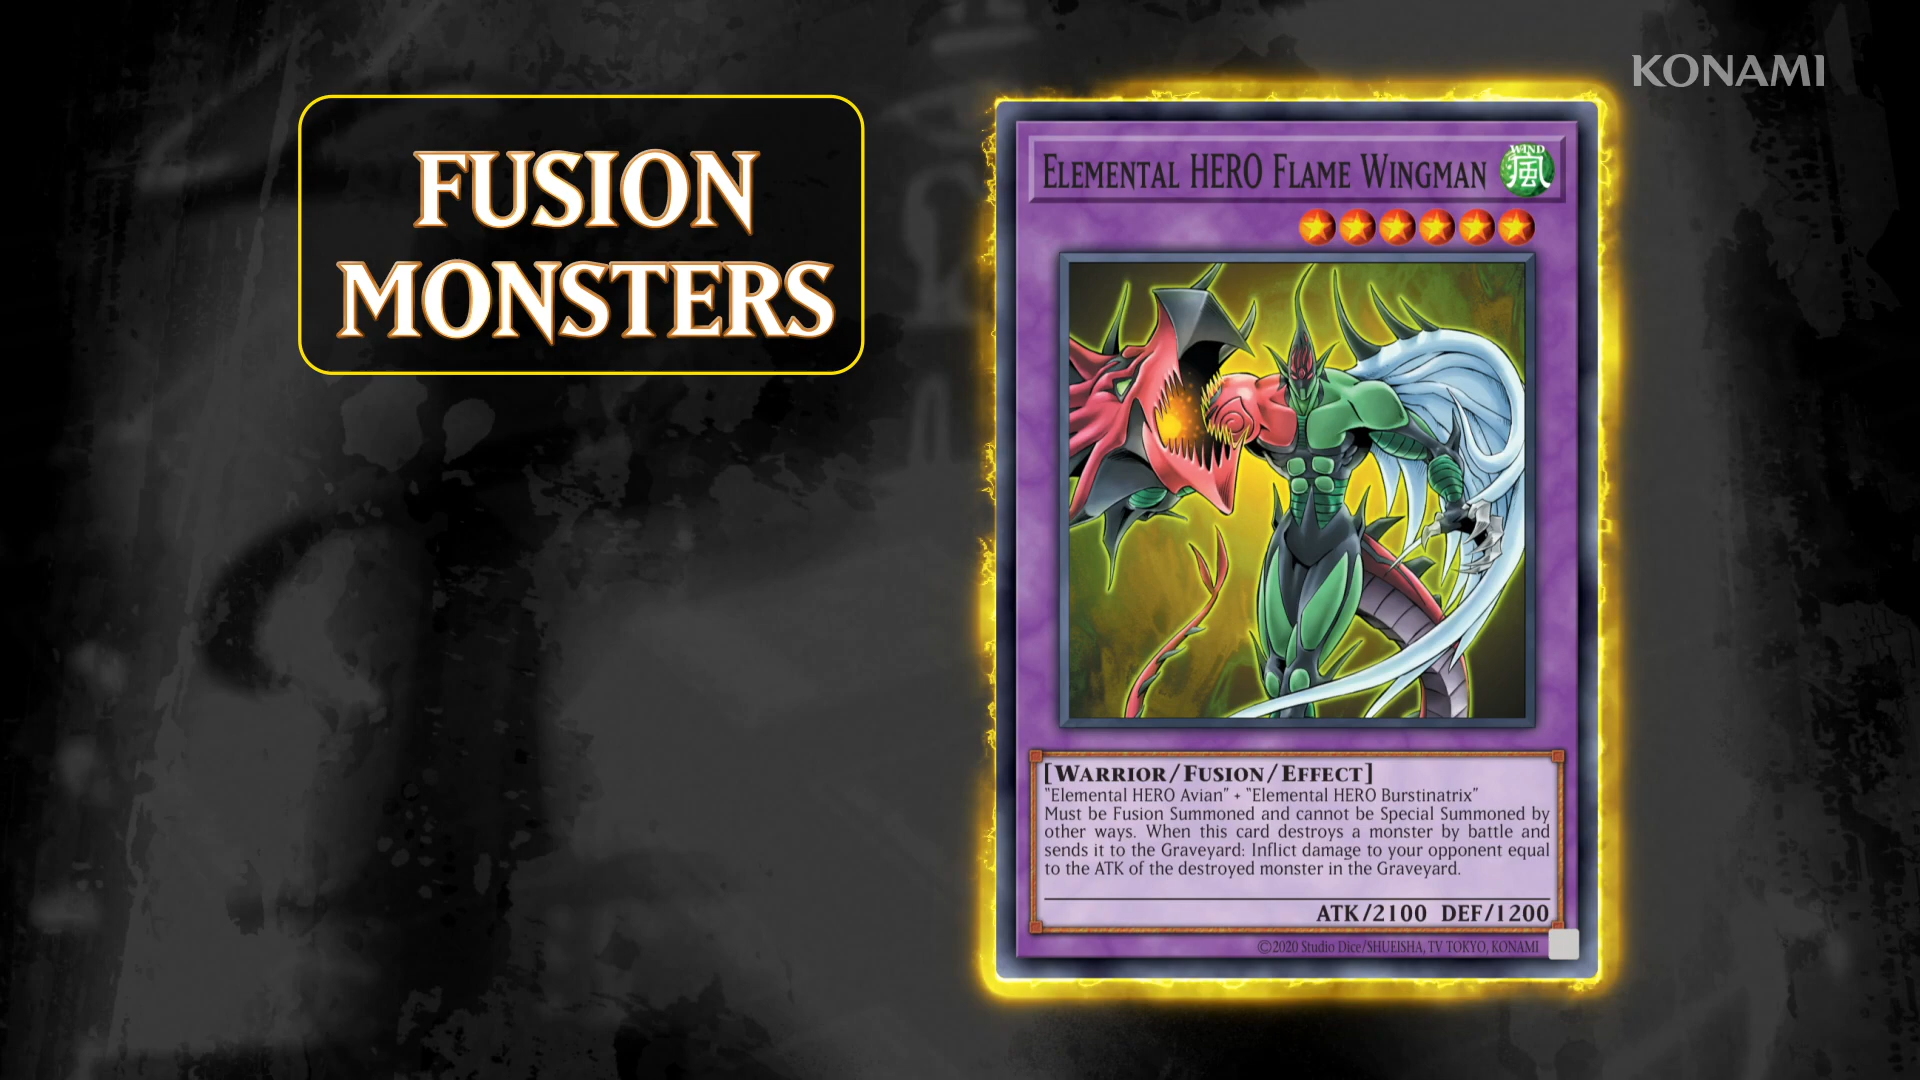 KONAMI
FUSION
MONSTERS
ELEMENTAL HERO FLAME WINGMAN
WIND
風
[WARRIOR/FUSION/EFFECT]
"Elemental HERO Avian" + "Elemental HERO Burstinatrix"
Must be Fusion Summoned and cannot be Special Summoned by
other ways. When this card destroys a monster by battle and
sends it to the Graveyard: Inflict damage to your opponent equal
to the ATK of the destroyed monster in the Graveyard.
ATK/2100 DEF/1200
©2020 Studio Dice/SHUEISHA, TV TOKYO, KONAMI